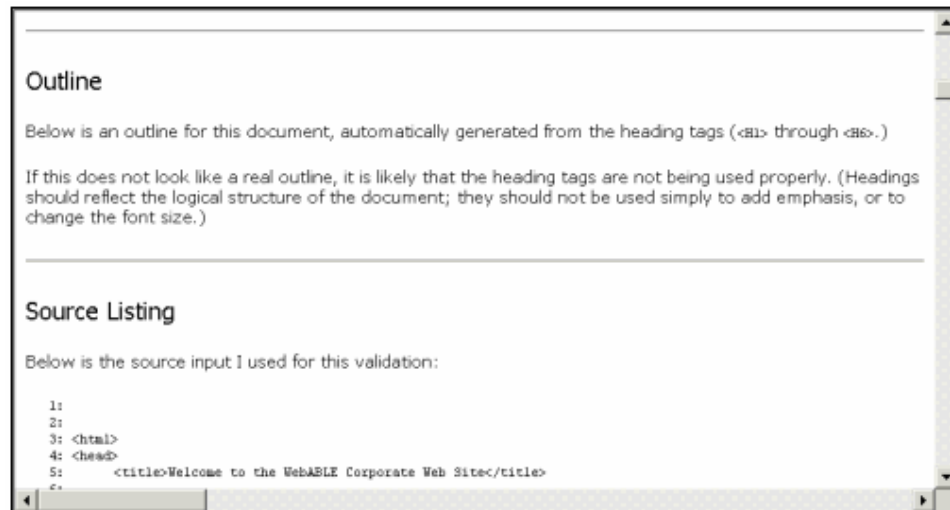 Outline
Below is an outline for this document, automatically generated from the heading tags (<H1> through <H6>.)
If this does not look like a real outline, it is likely that the heading tags are not being used properly. (Headings
should reflect the logical structure of the document; they should not be used simply to add emphasis, or to
change the font size.)
Source Listing
Below is the source input I used for this validation:
1:
2:
3: <html>
4: <head>
5: <title>Welcome to the WebABLE Corporate Web Site</title>